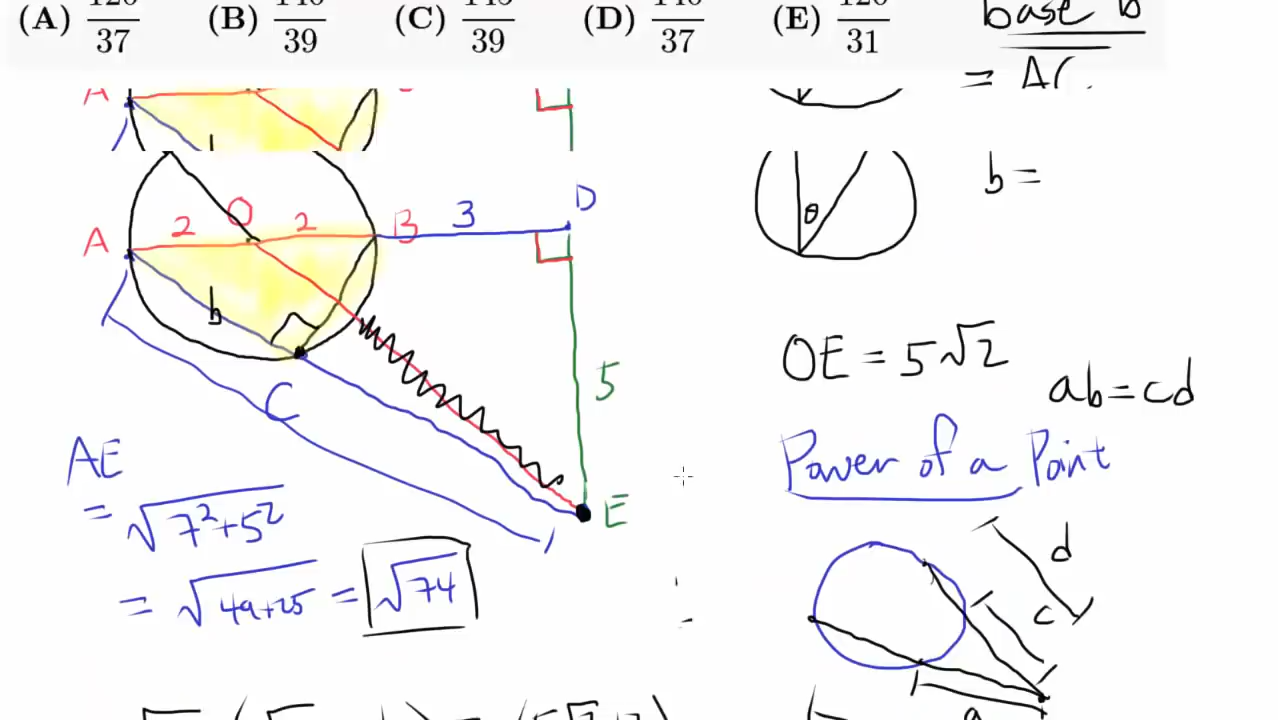 (A) 120/37 (B) 140/39 (C) 145/39 (D) 140/37 (E) 120/31
base b
= AC
A
b
b =
θ
A 2 O 2 B 3 D
b
5
C
E
OE = 5√2
ab = cd
Power of a Point
AE
= √7²+5²
= √49+25 = √74
d
c
a